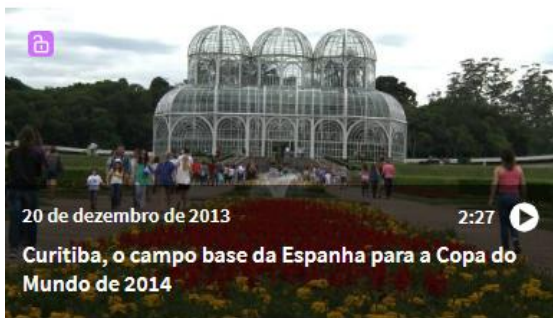 20 de dezembro de 2013
2:27
Curitiba, o campo base da Espanha para a Copa do
Mundo de 2014